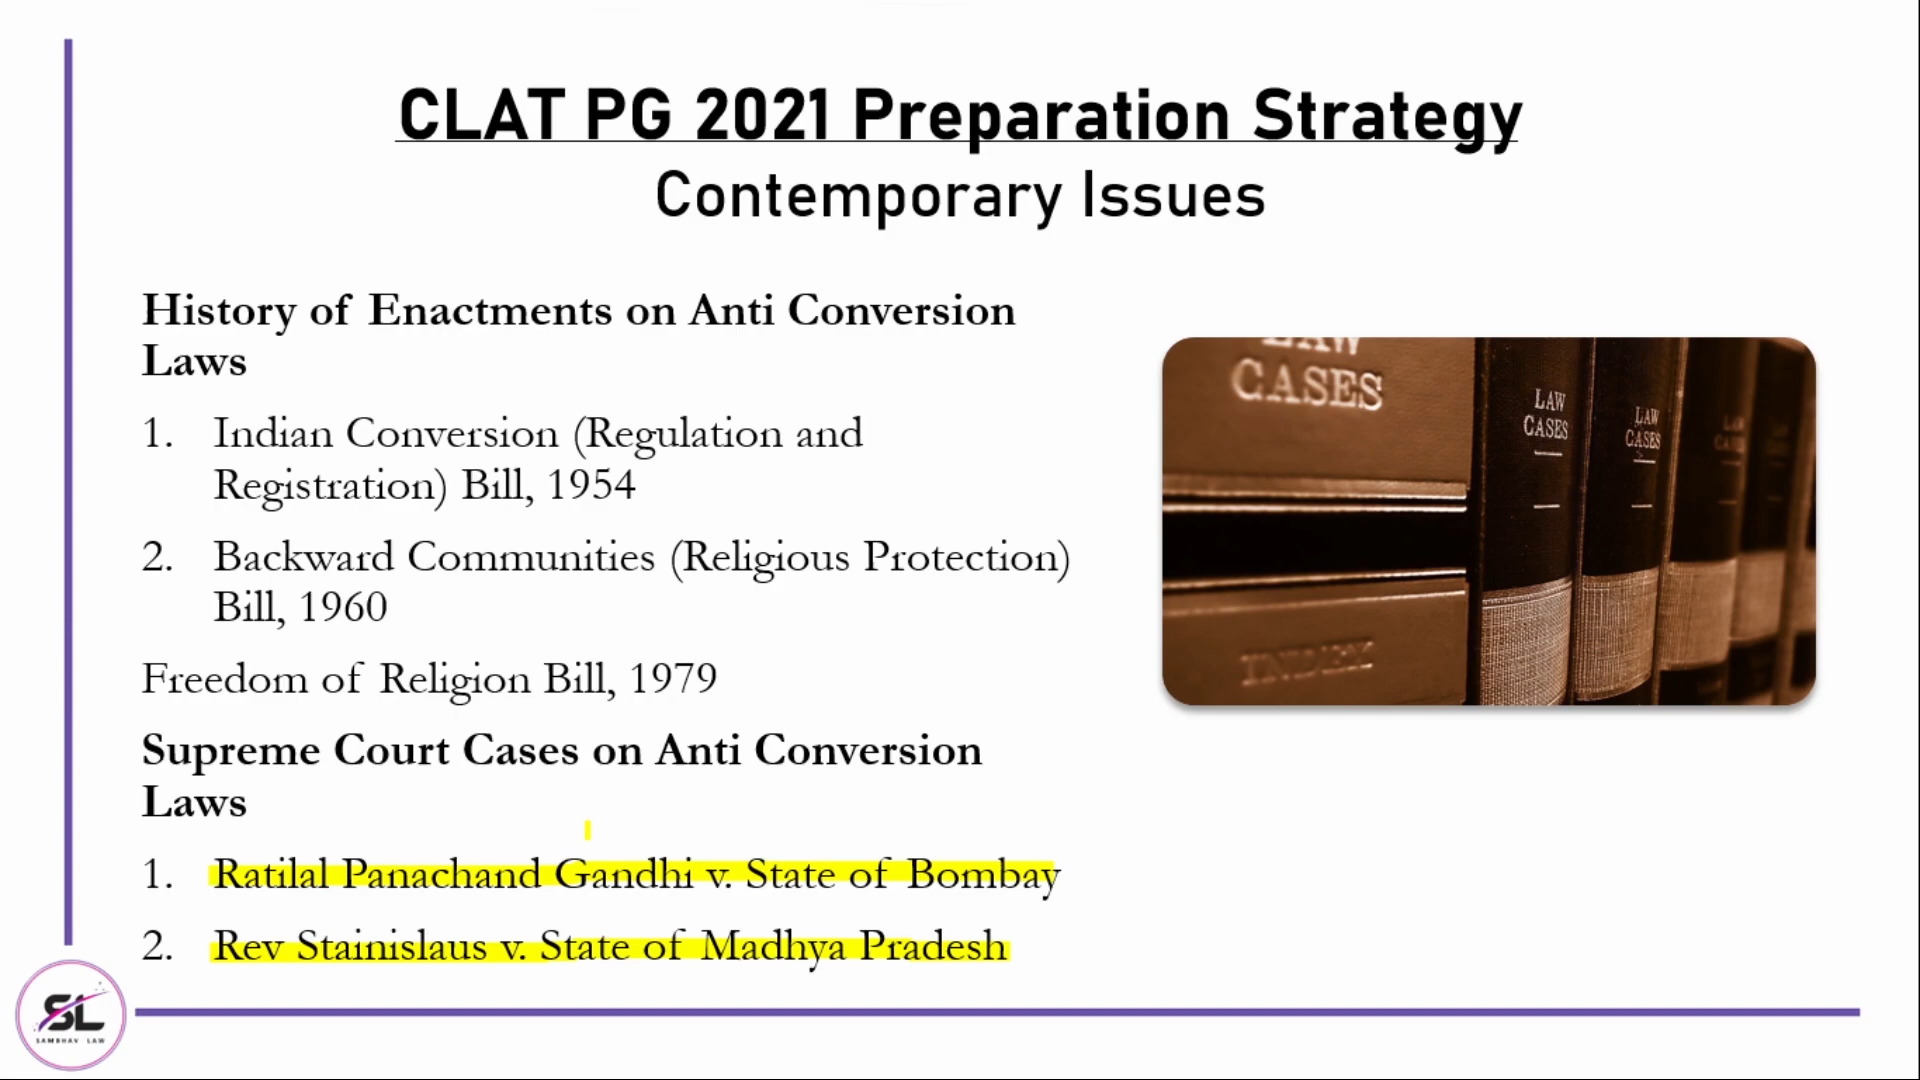 CLAT PG 2021 Preparation Strategy
Contemporary Issues
History of Enactments on Anti Conversion
Laws
1. Indian Conversion (Regulation and
Registration) Bill, 1954
2. Backward Communities (Religious Protection)
Bill, 1960
Freedom of Religion Bill, 1979
Supreme Court Cases on Anti Conversion
Laws
1. Ratilal Panachand Gandhi v. State of Bombay
2. Rev Stainislaus v. State of Madhya Pradesh
LAW
CASES
INDEX
LAW
CASES
LAW
CASES
SL
SAMBHAV LAW